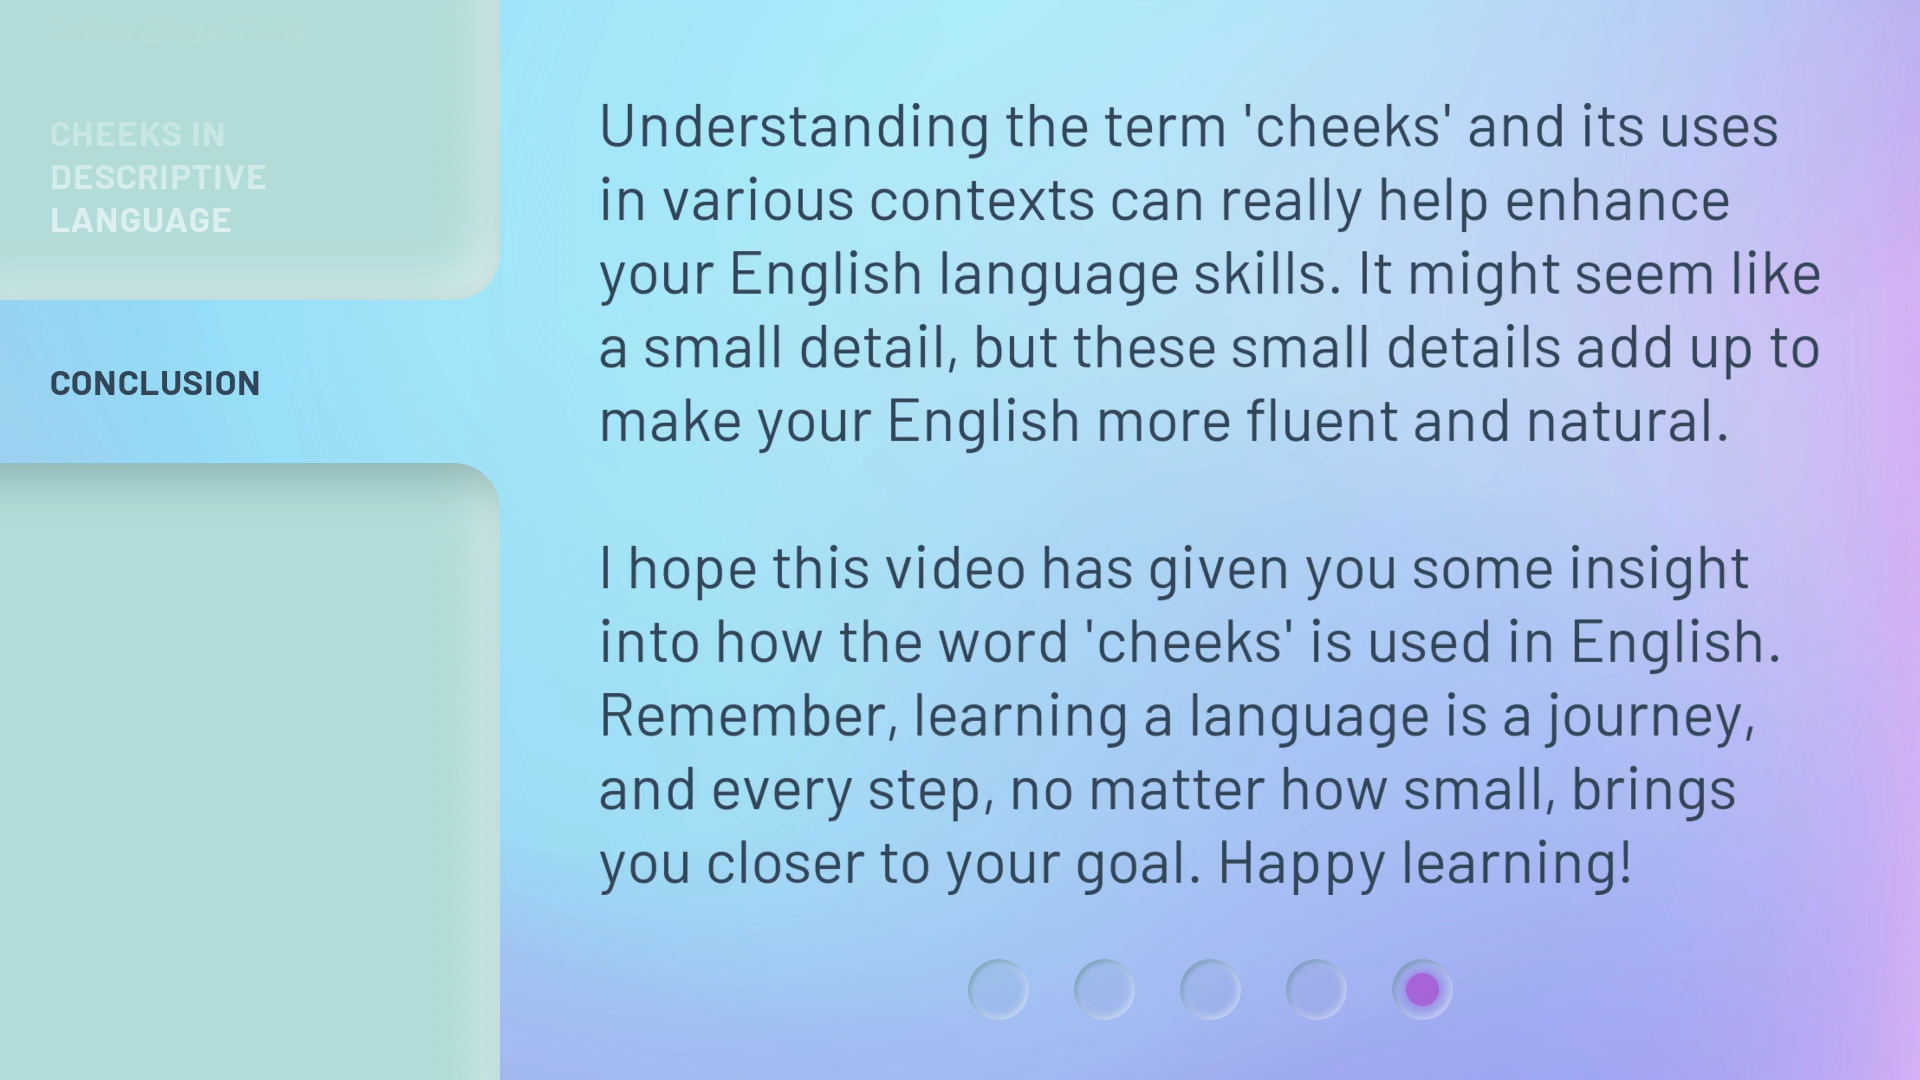 CONVERSATION
CHEEKS IN
DESCRIPTIVE
LANGUAGE
CONCLUSION
Understanding the term 'cheeks' and its uses
in various contexts can really help enhance
your English language skills. It might seem like
a small detail, but these small details add up to
make your English more fluent and natural.
I hope this video has given you some insight
into how the word 'cheeks' is used in English.
Remember, learning a language is a journey,
and every step, no matter how small, brings
you closer to your goal. Happy learning!